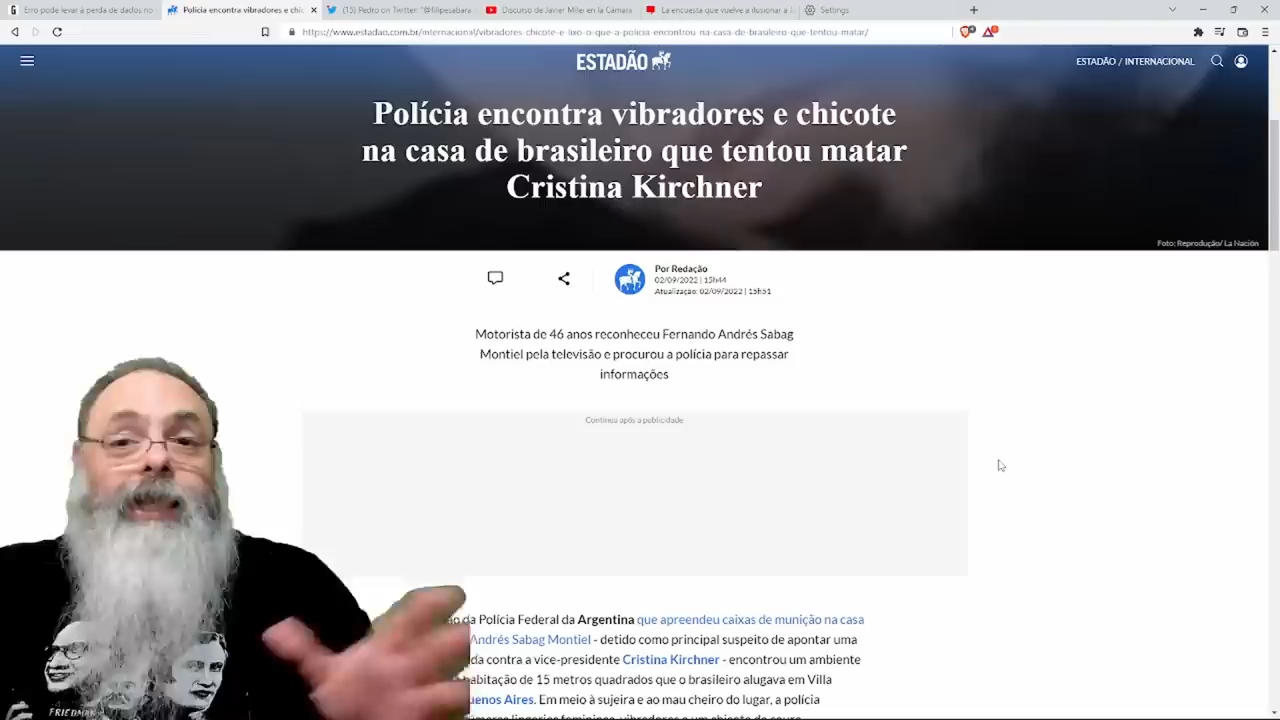 Erro pode levar à perda de dados no
Polícia encontra vibradores e chic
(15) Pedro on Twitter: "@filipesabara
Discurso de Javier Milei en la Cámara
La encuesta que vuelve a ilusionar a
Settings
https://www.estadao.com.br/internacional/vibradores-chicote-e-lixo-o-que-a-policia-encontrou-na-casa-de-brasileiro-que-tentou-matar/
ESTADÃO
ESTADÃO / INTERNACIONAL
Polícia encontra vibradores e chicote
na casa de brasileiro que tentou matar
Cristina Kirchner
Foto: Reprodução/ La Nación
Por Redação
02/09/2022 | 15h44
Atualização: 02/09/2022 | 15h51
Motorista de 46 anos reconheceu Fernando Andrés Sabag
Montiel pela televisão e procurou a polícia para repassar
informações
Continua após a publicidade
da Polícia Federal da Argentina que apreendeu caixas de munição na casa
Andrés Sabag Montiel - detido como principal suspeito de apontar uma
contra a vice-presidente Cristina Kirchner - encontrou um ambiente
de 15 metros quadrados que o brasileiro alugava em Villa
Aires. Em meio à sujeira e ao mau cheiro do lugar, a polícia
FRIEDMAN